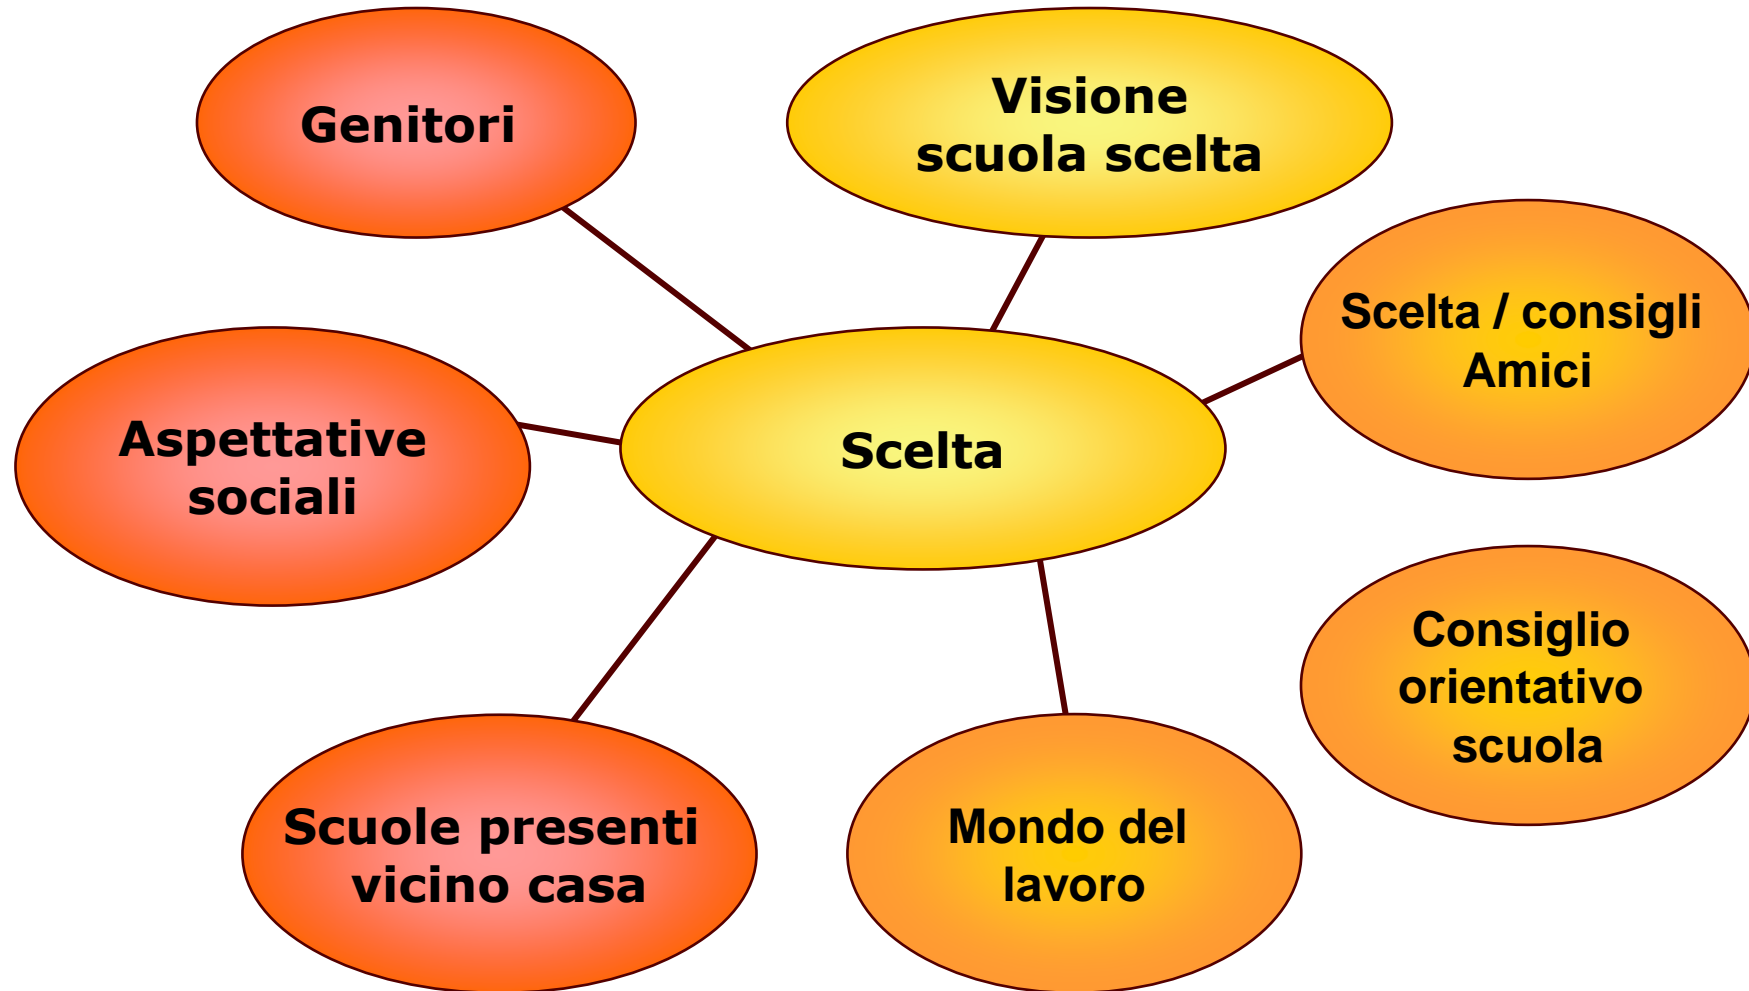 Genitori
Visione
scuola scelta
Scelta / consigli
Amici
Aspettative
sociali
Scelta
Consiglio
orientativo
scuola
Scuole presenti
vicino casa
Mondo del
lavoro